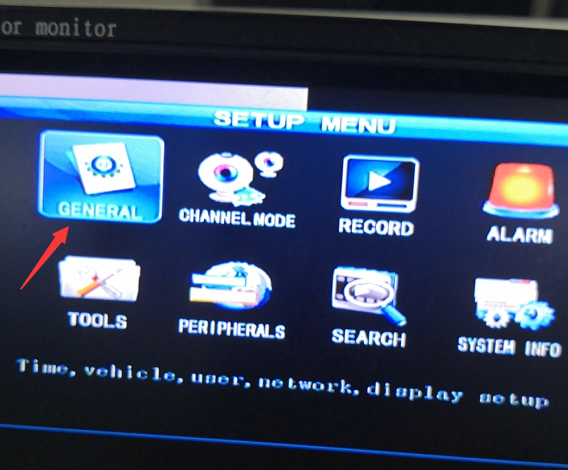 or monitor
SETUP MENU
GENERAL
CHANNEL MODE
RECORD
ALARM
TOOLS
PERIPHERALS
SEARCH
SYSTEM INFO
Time, vehicle, user, network, display setup